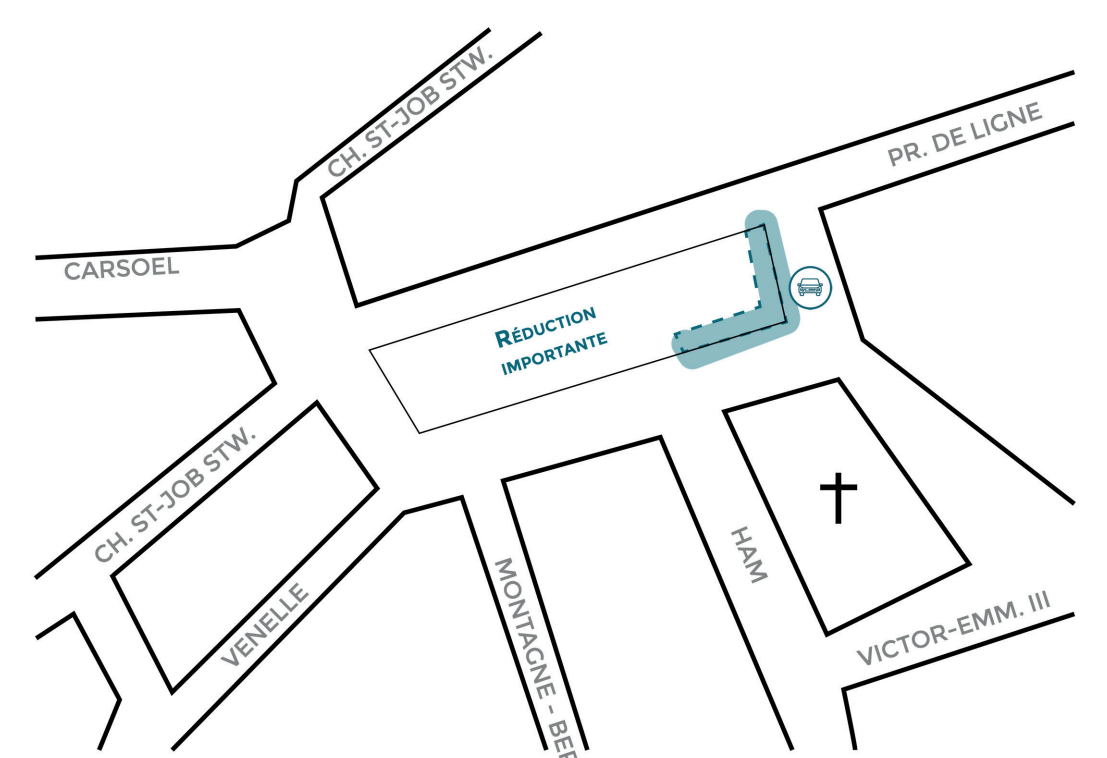 CH. ST-JOB STW.
PR. DE LIGNE
CARSOEL
RÉDUCTION
IMPORTANTE
CH. ST-JOB STW.
VENELLE
MONTAGNE - BER
HAM
VICTOR-EMM. III